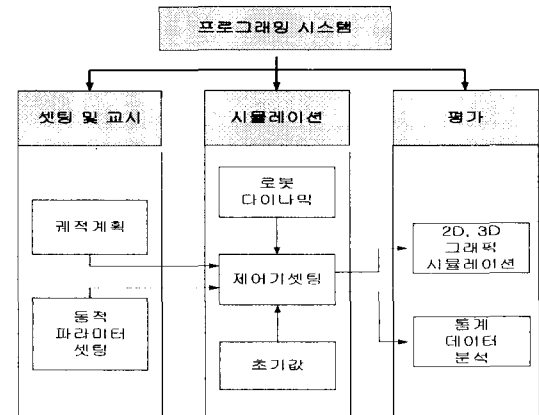 프로그래밍 시스템
셋팅 및 교시
시뮬레이션
평가
궤적계획
동적
파라미터
셋팅
로봇
다이나믹
제어기셋팅
초기값
2D, 3D
그래픽
시뮬레이션
통계
데이터
분석